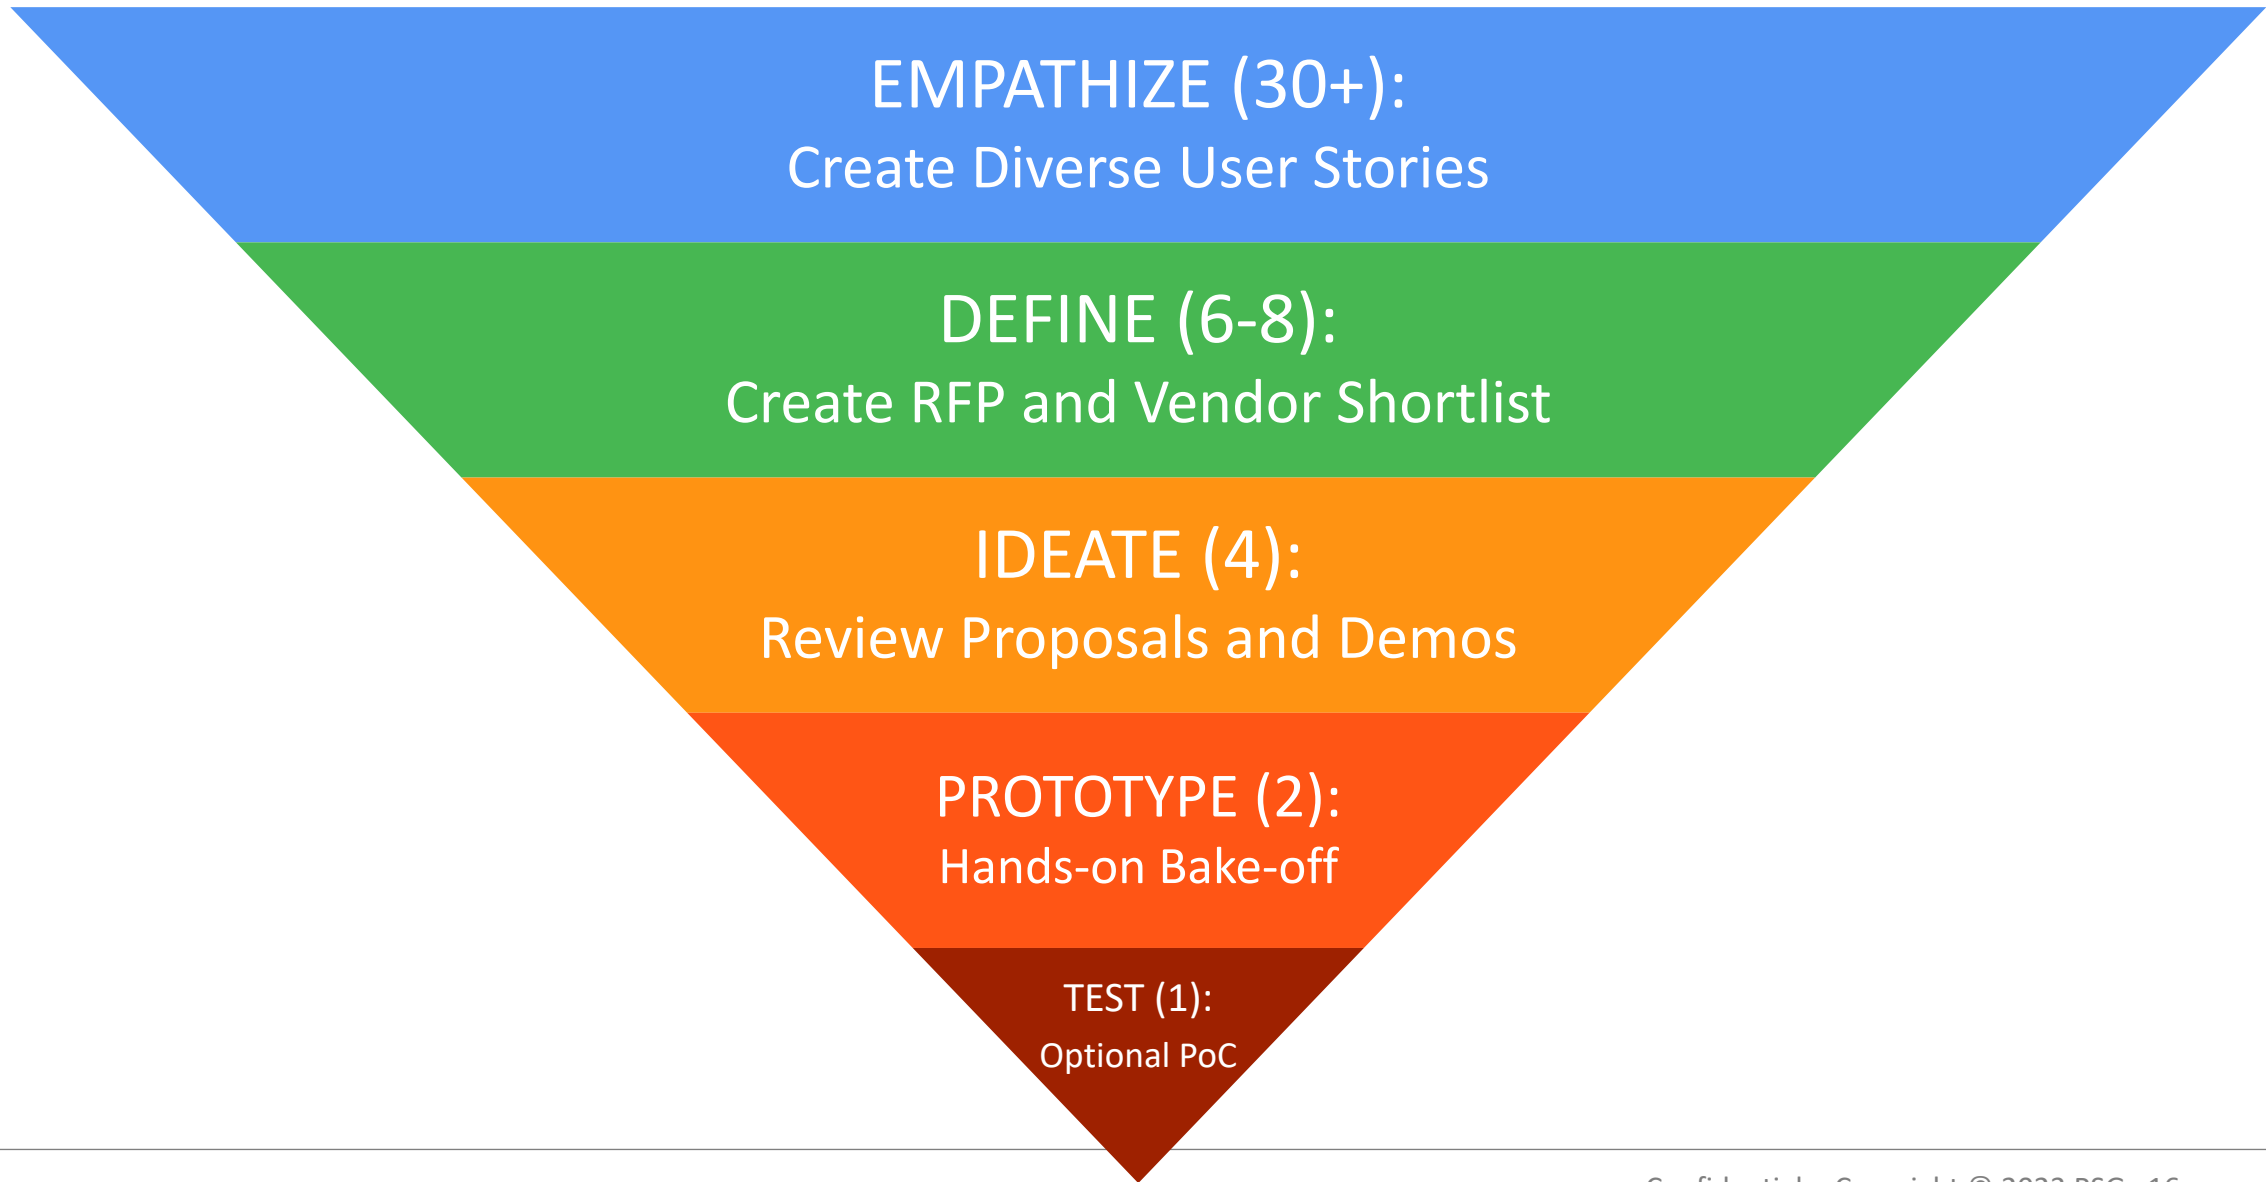 EMPATHIZE (30+):
Create Diverse User Stories
DEFINE (6-8):
Create RFP and Vendor Shortlist
IDEATE (4):
Review Proposals and Demos
PROTOTYPE (2):
Hands-on Bake-off
TEST (1):
Optional PoC